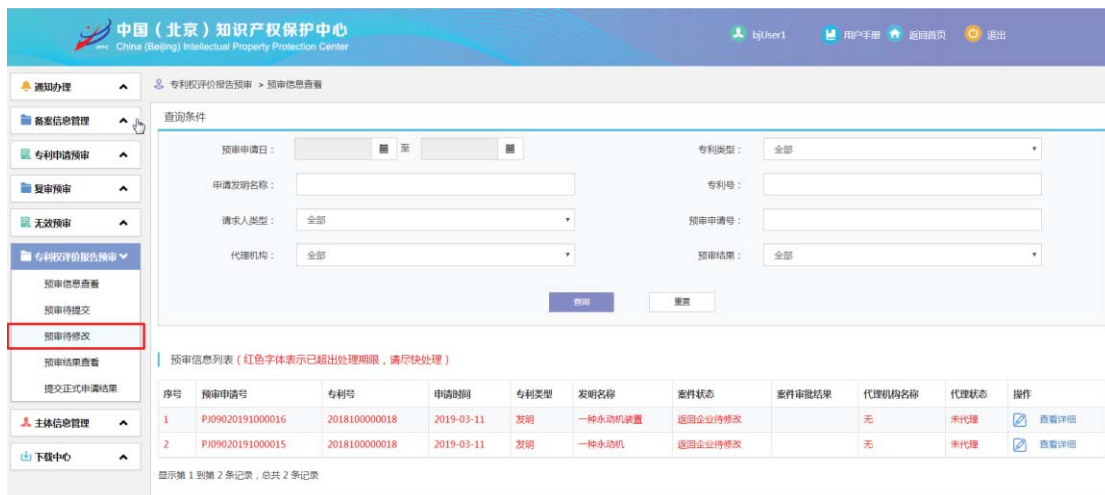 中国（北京）知识产权保护中心
China (Beijing) Intellectual Property Protection Center
bjUser1 用户手册 返回首页 退出
通知办理
备案信息管理
专利申请预审
复审预审
无效预审
专利权评价报告预审
预审信息查看
预审待提交
预审待修改
预审结果查看
提交正式申请结果
主体信息管理
下载中心
专利权评价报告预审 > 预审信息查看
查询条件
预审申请日： 至 专利类型： 全部
申请发明名称： 专利号：
请求人类型： 全部 预审申请号：
代理机构： 全部 预审结果： 全部
查询 重置
预审信息列表（红色字体表示已超出处理期限，请尽快处理）
序号 预审申请号 专利号 申请时间 专利类型 发明名称 案件状态 案件审批结果 代理机构名称 代理状态 操作
1 PJ09020191000016 2018100000018 2019-03-11 发明 一种永动机装置 返回企业待修改 无 未代理 查看详细
2 PJ09020191000015 2018100000018 2019-03-11 发明 一种永动机 返回企业待修改 无 未代理 查看详细
显示第 1 到第 2 条记录，总共 2 条记录